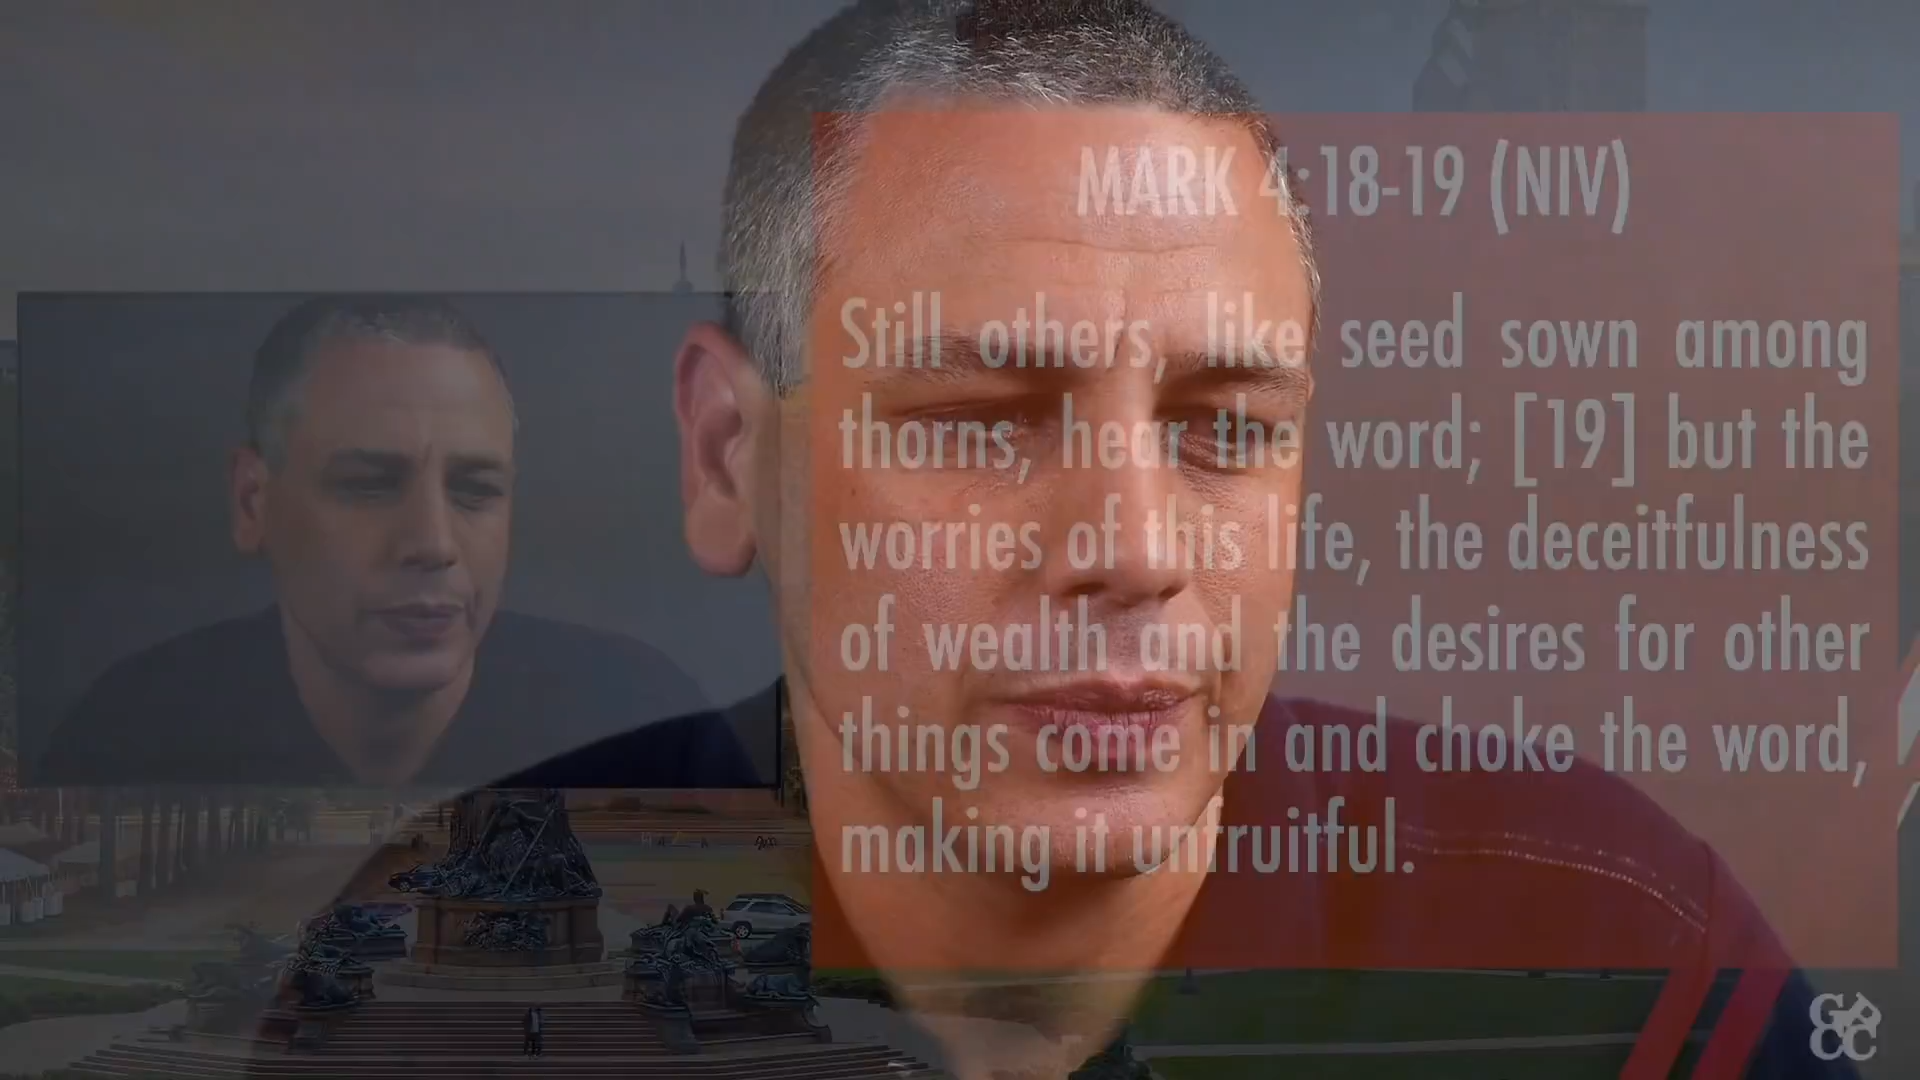 MARK 4:18-19 (NIV)
Still others, like seed sown among
thorns, hear the word; [19] but the
worries of this life, the deceitfulness
of wealth and the desires for other
things come in and choke the word,
making it unfruitful.
GACC